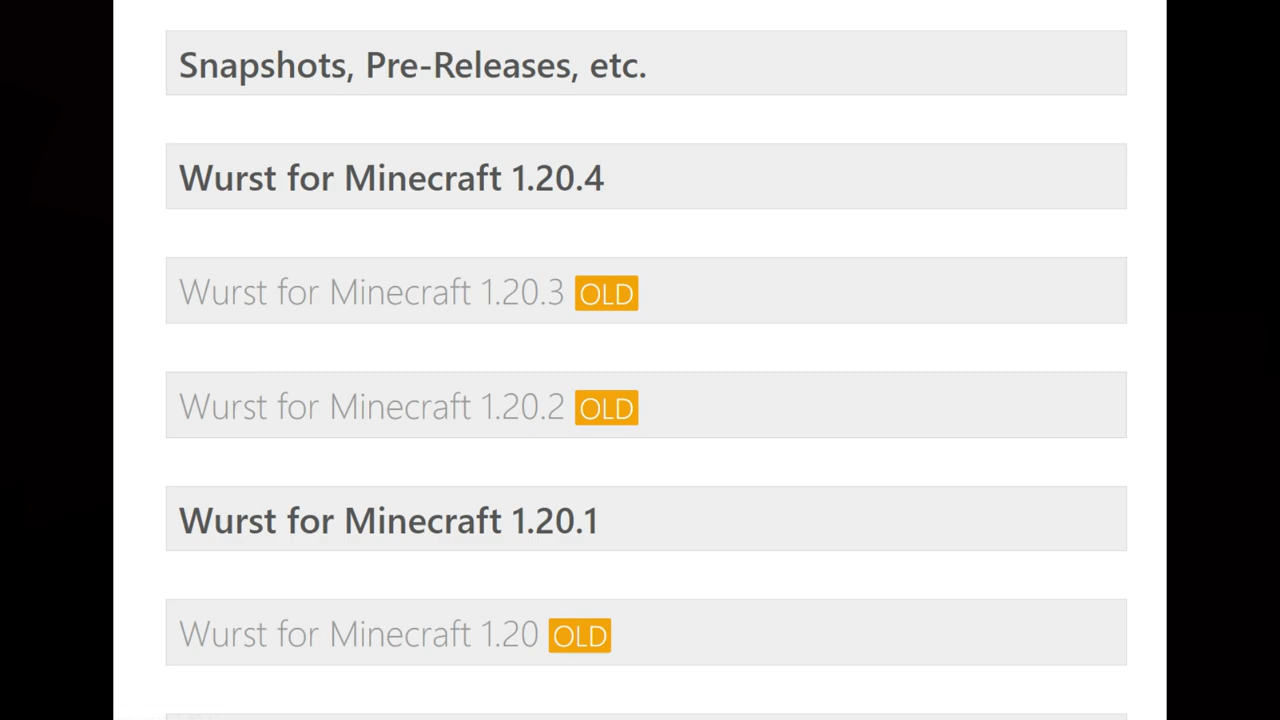 Snapshots, Pre-Releases, etc.
Wurst for Minecraft 1.20.4
Wurst for Minecraft 1.20.3 OLD
Wurst for Minecraft 1.20.2 OLD
Wurst for Minecraft 1.20.1
Wurst for Minecraft 1.20 OLD